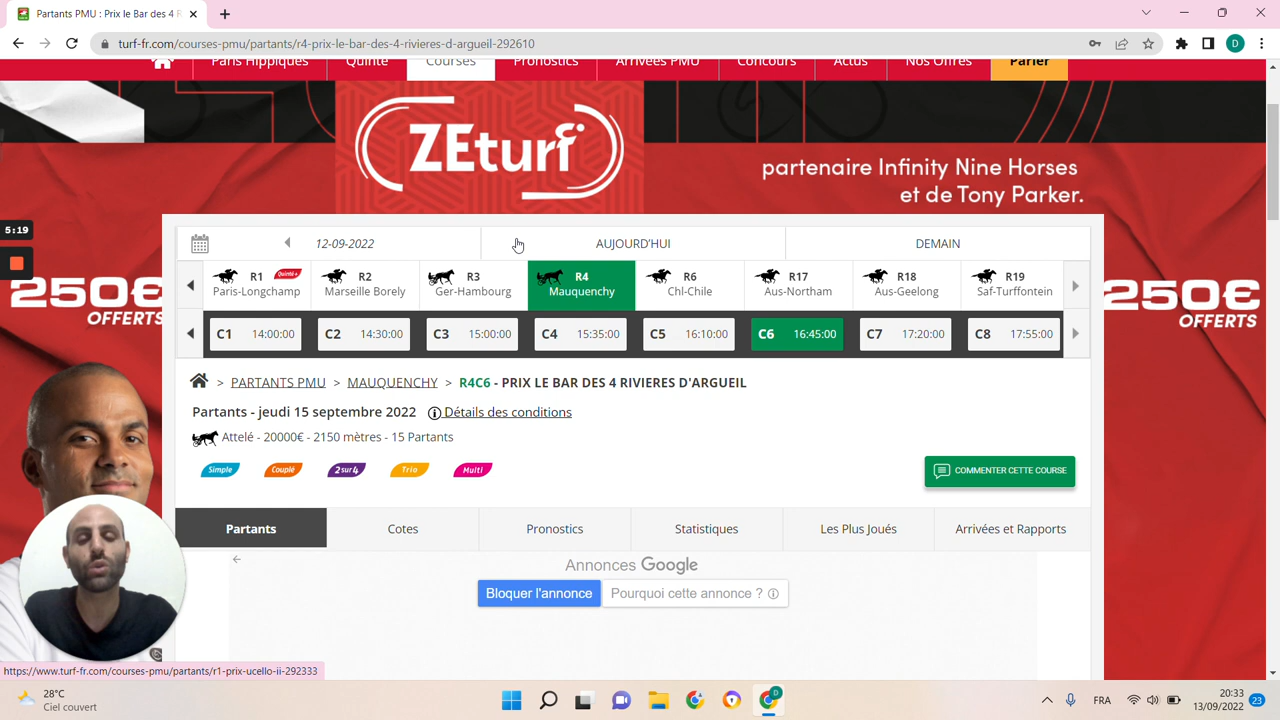 Partants PMU : Prix le Bar des 4 R
turf-fr.com/courses-pmu/partants/r4-prix-le-bar-des-4-rivieres-d-argueil-292610
D
Paris Hippiques Quinté Courses Pronostics Arrivées PMU Concours Actus Nos Offres Parier
ZEturf
partenaire Infinity Nine Horses
et de Tony Parker.
5:19
250€
OFFERTS
250€
OFFERTS
12-09-2022 AUJOURD'HUI DEMAIN
R1 Quinté+ R2 R3 R4 R6 R17 R18 R19
Paris-Longchamp Marseille Borely Ger-Hambourg Mauquenchy Chl-Chile Aus-Northam Aus-Geelong Saf-Turffontein
C1 14:00:00 C2 14:30:00 C3 15:00:00 C4 15:35:00 C5 16:10:00 C6 16:45:00 C7 17:20:00 C8 17:55:00
> PARTANTS PMU > MAUQUENCHY > R4C6 - PRIX LE BAR DES 4 RIVIERES D'ARGUEIL
Partants - jeudi 15 septembre 2022 Détails des conditions
Attelé - 20000€ - 2150 mètres - 15 Partants
Simple Couplé 2sur4 Trio Multi
COMMENTER CETTE COURSE
Partants Cotes Pronostics Statistiques Les Plus Joués Arrivées et Rapports
Annonces Google
Bloquer l'annonce Pourquoi cette annonce ?
https://www.turf-fr.com/courses-pmu/partants/r1-prix-ucello-ii-292333
28°C
Ciel couvert
D
FRA
20:33
13/09/2022
23